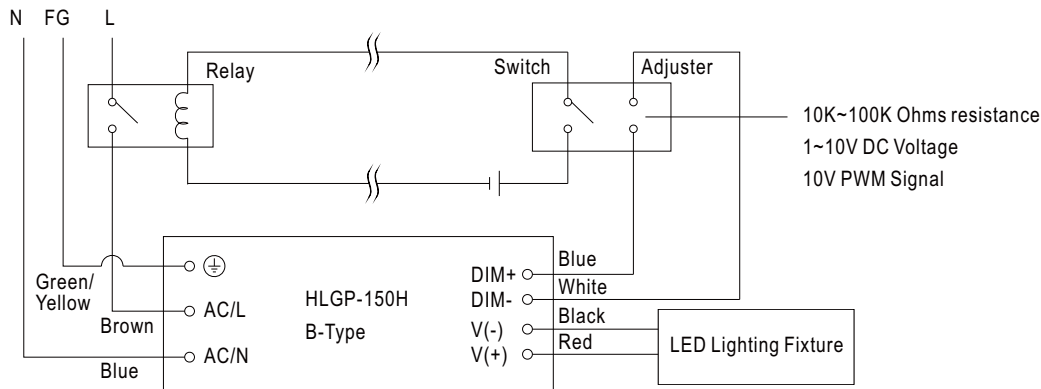 N FG L
Relay
Switch
Adjuster
10K~100K Ohms resistance
1~10V DC Voltage
10V PWM Signal
Green/
Yellow
Brown
Blue
AC/L
AC/N
HLGP-150H
B-Type
DIM+
DIM-
V(-)
V(+)
Blue
White
Black
Red
LED Lighting Fixture